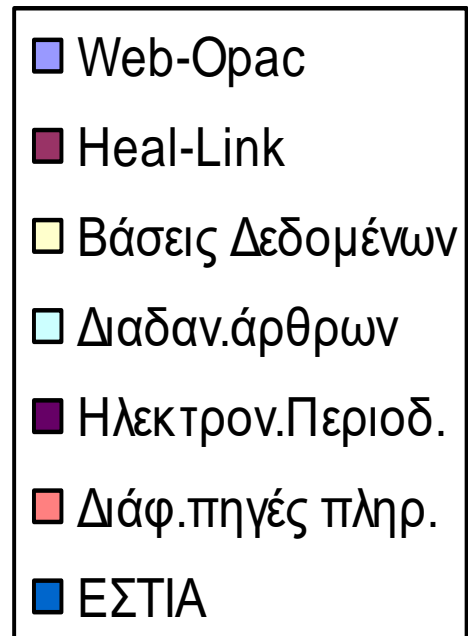 Web-Opac
Heal-Link
Βάσεις Δεδομένων
Διαδαν.άρθρων
Ηλεκτρον.Περιοδ.
Διάφ.πηγές πληρ.
ΕΣΤΙΑ